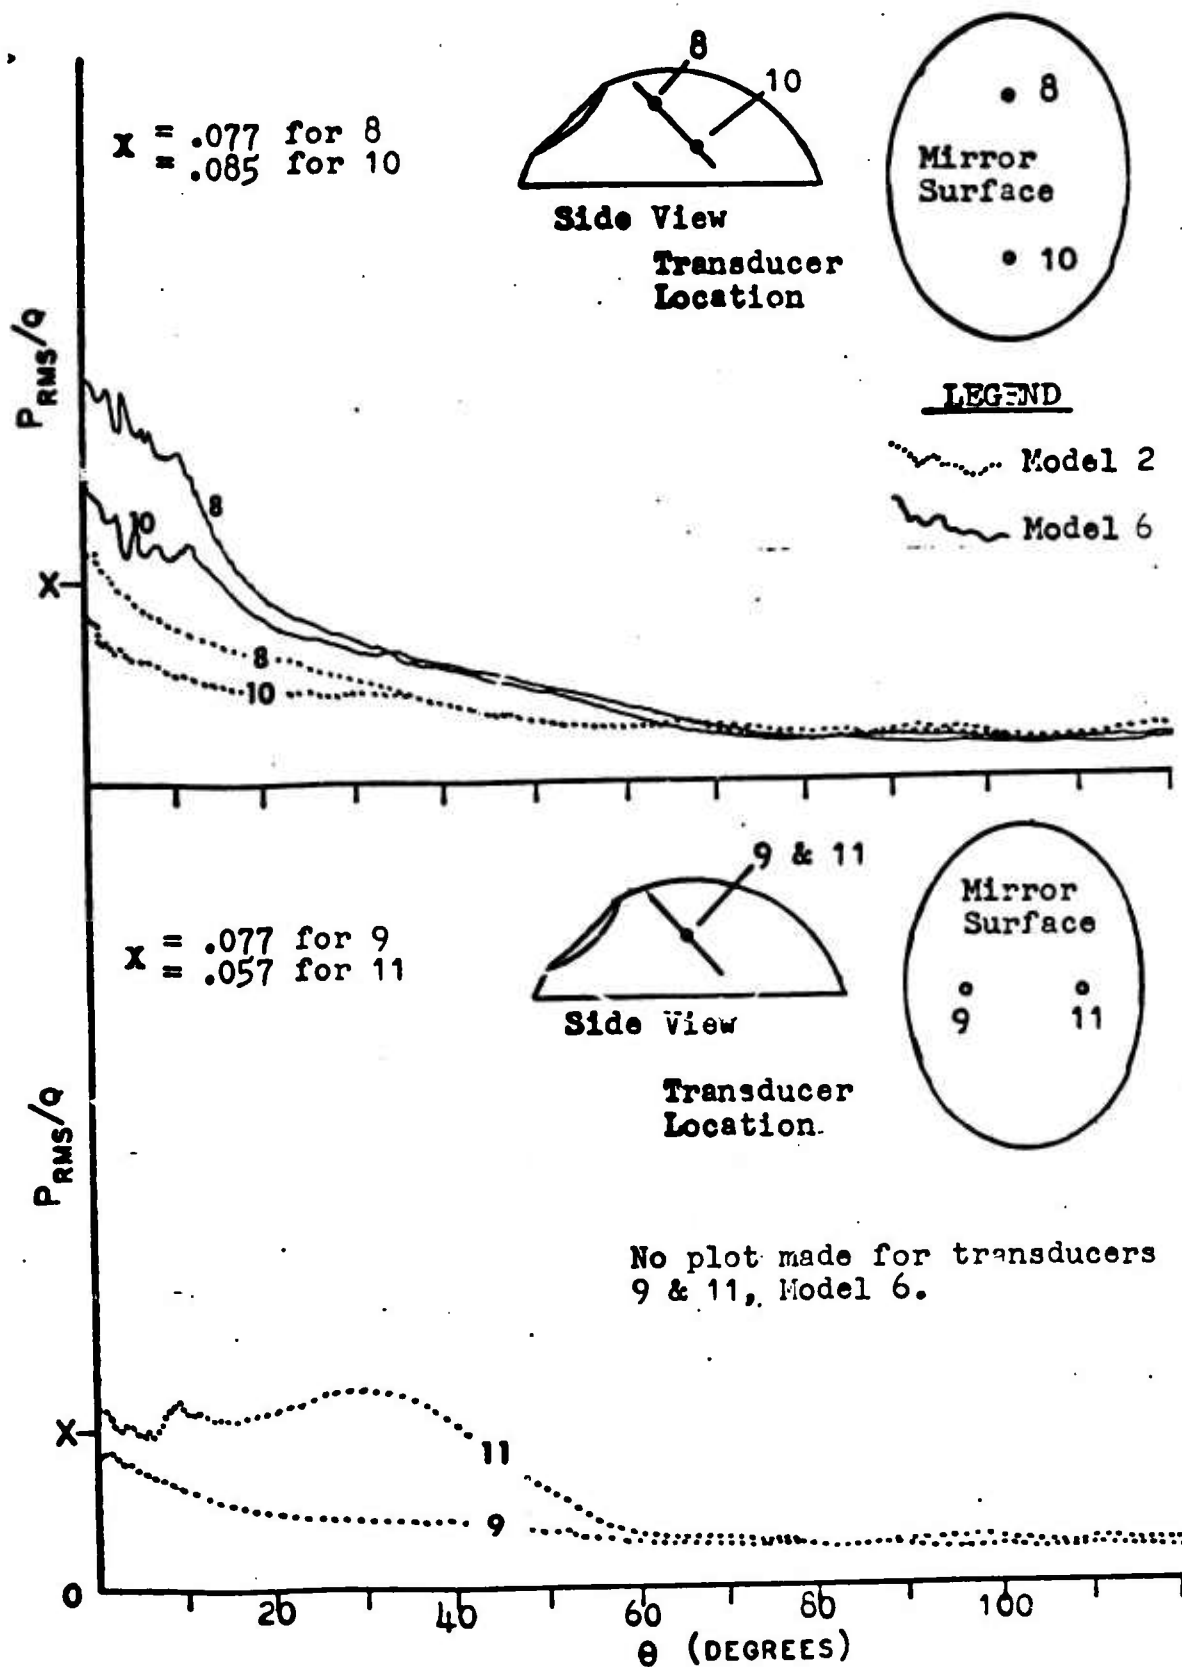 8
10
X = .077 for 8
= .085 for 10
Side View
Transducer
Location
8
Mirror
Surface
10
PRMS/Q
LEGEND
Model 2
Model 6
8
10
X
8
10
9 & 11
X = .077 for 9
= .057 for 11
Side View
Transducer
Location
Mirror
Surface
9
11
PRMS/Q
No plot made for transducers
9 & 11, Model 6.
X
11
9
0
20 40 60 80 100
θ (DEGREES)